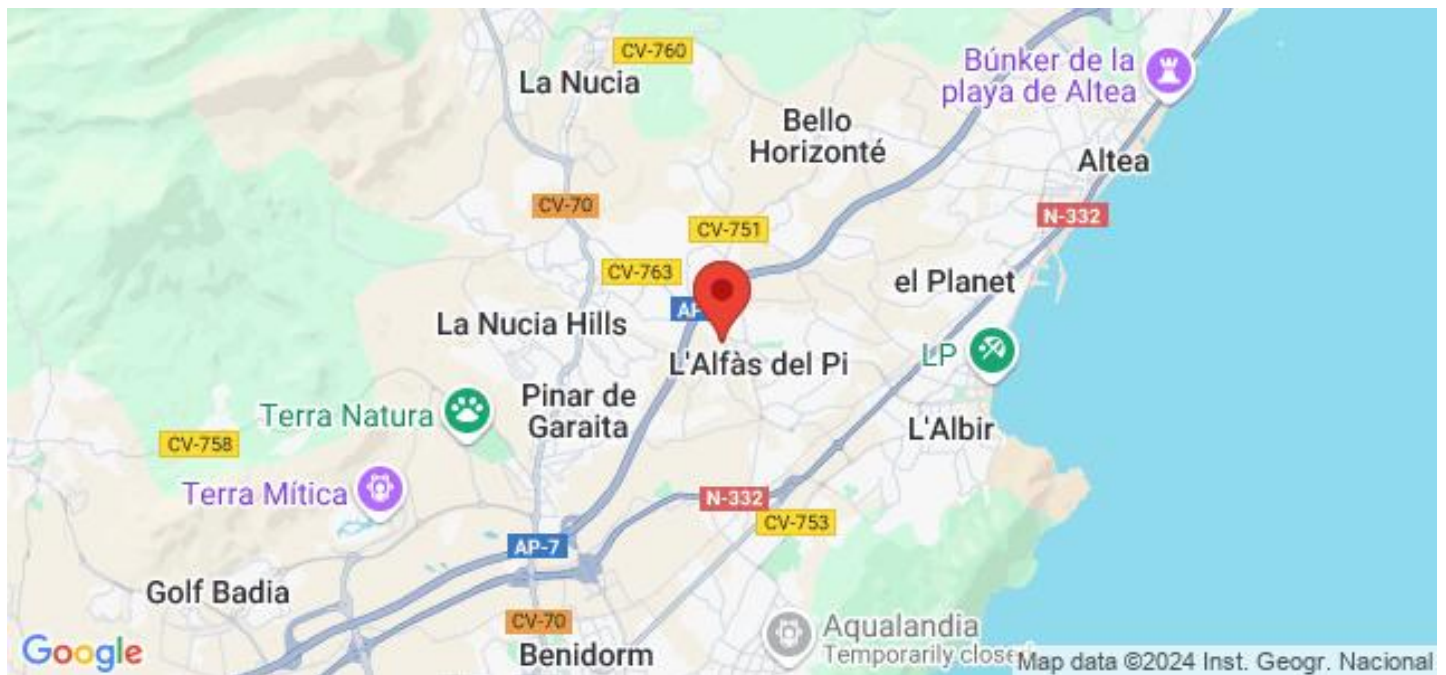 CV-760
La Nucia
Búnker de la
playa de Altea
Bello
Horizonté
Altea
CV-70
N-332
CV-751
CV-763
el Planet
AP
La Nucia Hills
LP
L'Alfàs del Pi
Pinar de
Garaita
Terra Natura
L'Albir
CV-758
Terra Mítica
N-332
CV-753
AP-7
Golf Badia
CV-70
Aqualandia
Benidorm
Temporarily close
Google
Map data ©2024 Inst. Geogr. Nacional